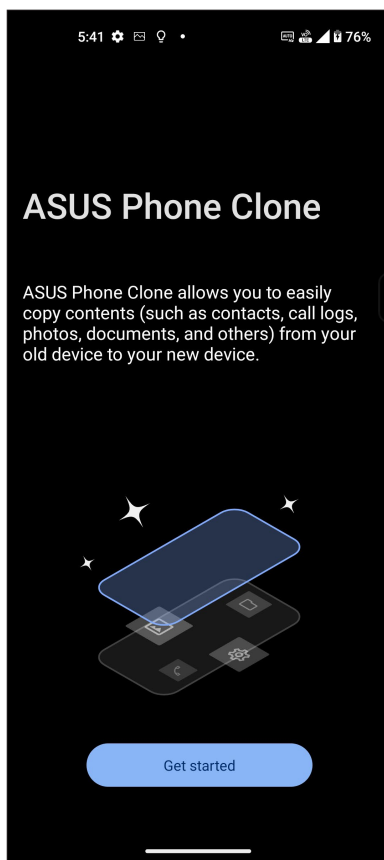 5:41 76%
ASUS Phone Clone
ASUS Phone Clone allows you to easily
copy contents (such as contacts, call logs,
photos, documents, and others) from your
old device to your new device.
Get started